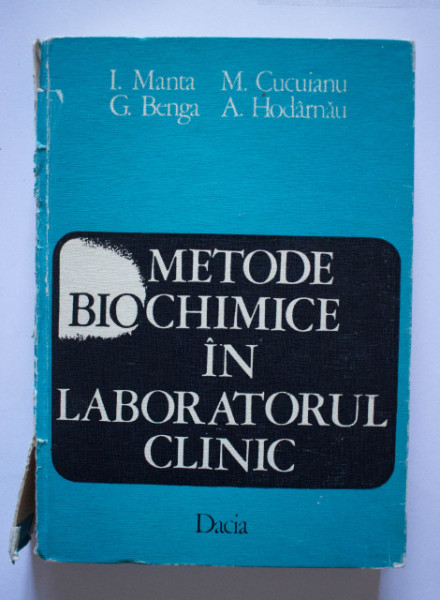 I. Manta M. Cucuianu
G. Benga A. Hodârnău
METODE
BIOCHIMICE
ÎN
LABORATORUL
CLINIC
Dacia